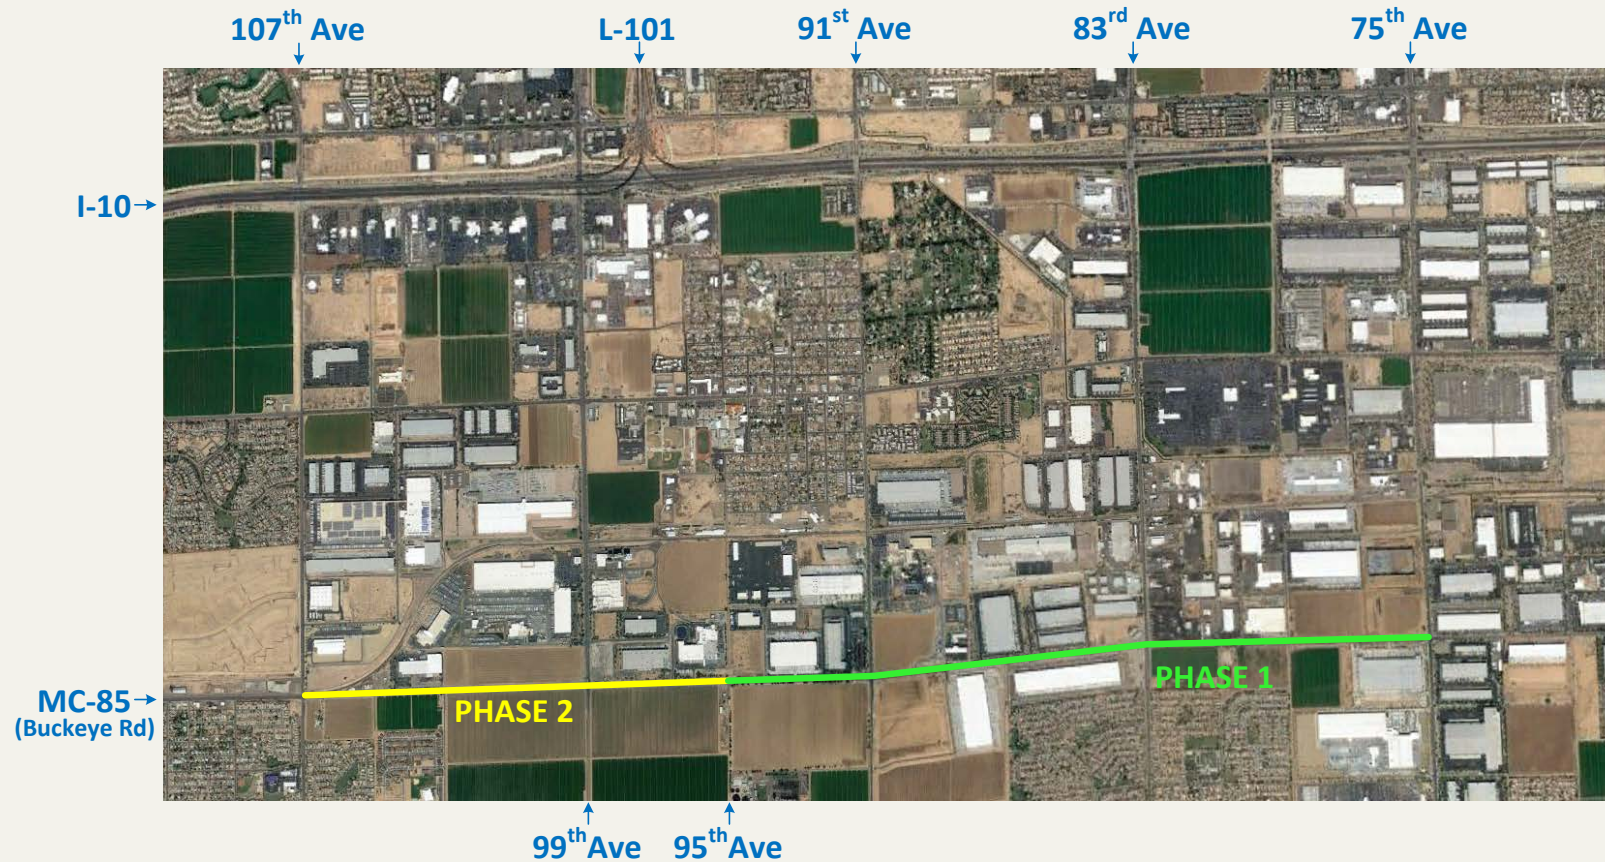 107th Ave
L-101
91st Ave
83rd Ave
75th Ave
I-10
MC-85
(Buckeye Rd)
PHASE 2
PHASE 1
99th Ave
95th Ave